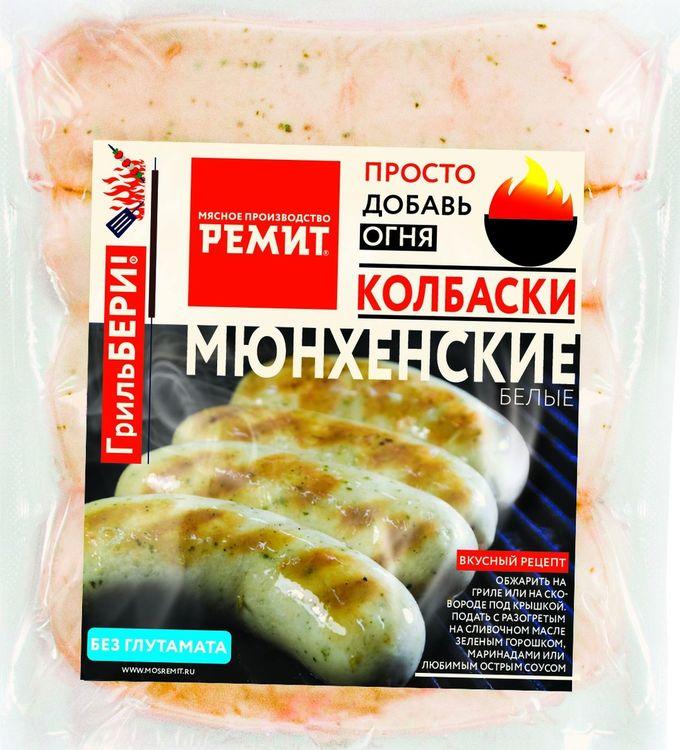 ПРОСТО
ДОБАВЬ
ОГНЯ
МЯСНОЕ ПРОИЗВОДСТВО
РЕМИТ®
КОЛБАСКИ
МЮНХЕНСКИЕ
БЕЛЫЕ
ГрильБЕРИ!®
ВКУСНЫЙ РЕЦЕПТ
ОБЖАРИТЬ НА
ГРИЛЕ ИЛИ НА СКО-
ВОРОДЕ ПОД КРЫШКОЙ.
ПОДАТЬ С РАЗОГРЕТЫМ
НА СЛИВОЧНОМ МАСЛЕ
ЗЕЛЕНЫМ ГОРОШКОМ,
МАРИНАДАМИ ИЛИ
ЛЮБИМЫМ ОСТРЫМ СОУСОМ
БЕЗ ГЛУТАМАТА
WWW.MOSREMIT.RU